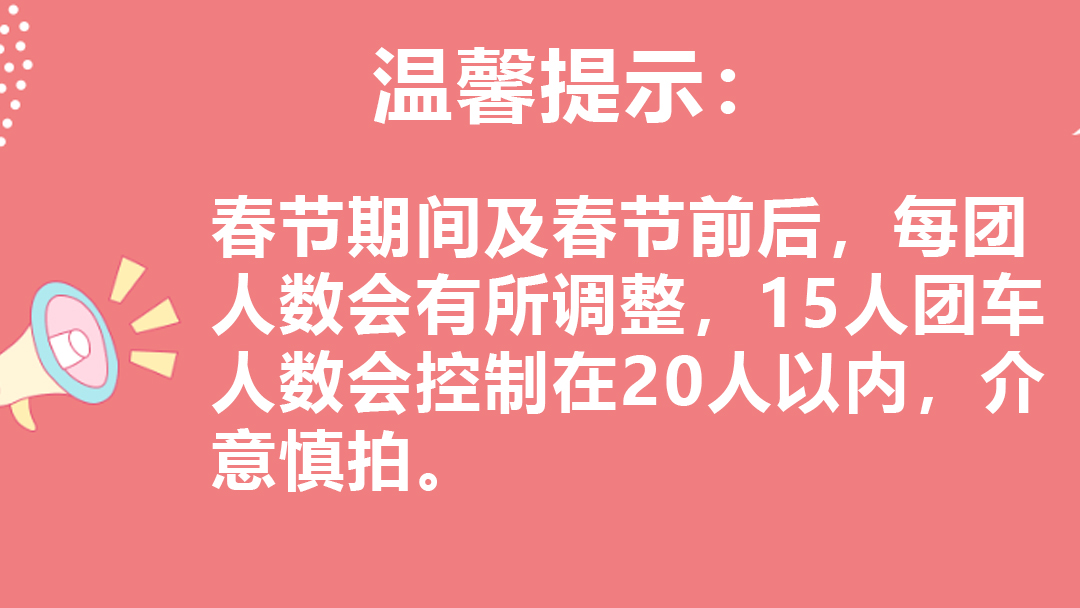 温馨提示：
春节期间及春节前后，每团
人数会有所调整，15人团车
人数会控制在20人以内，介
意慎拍。